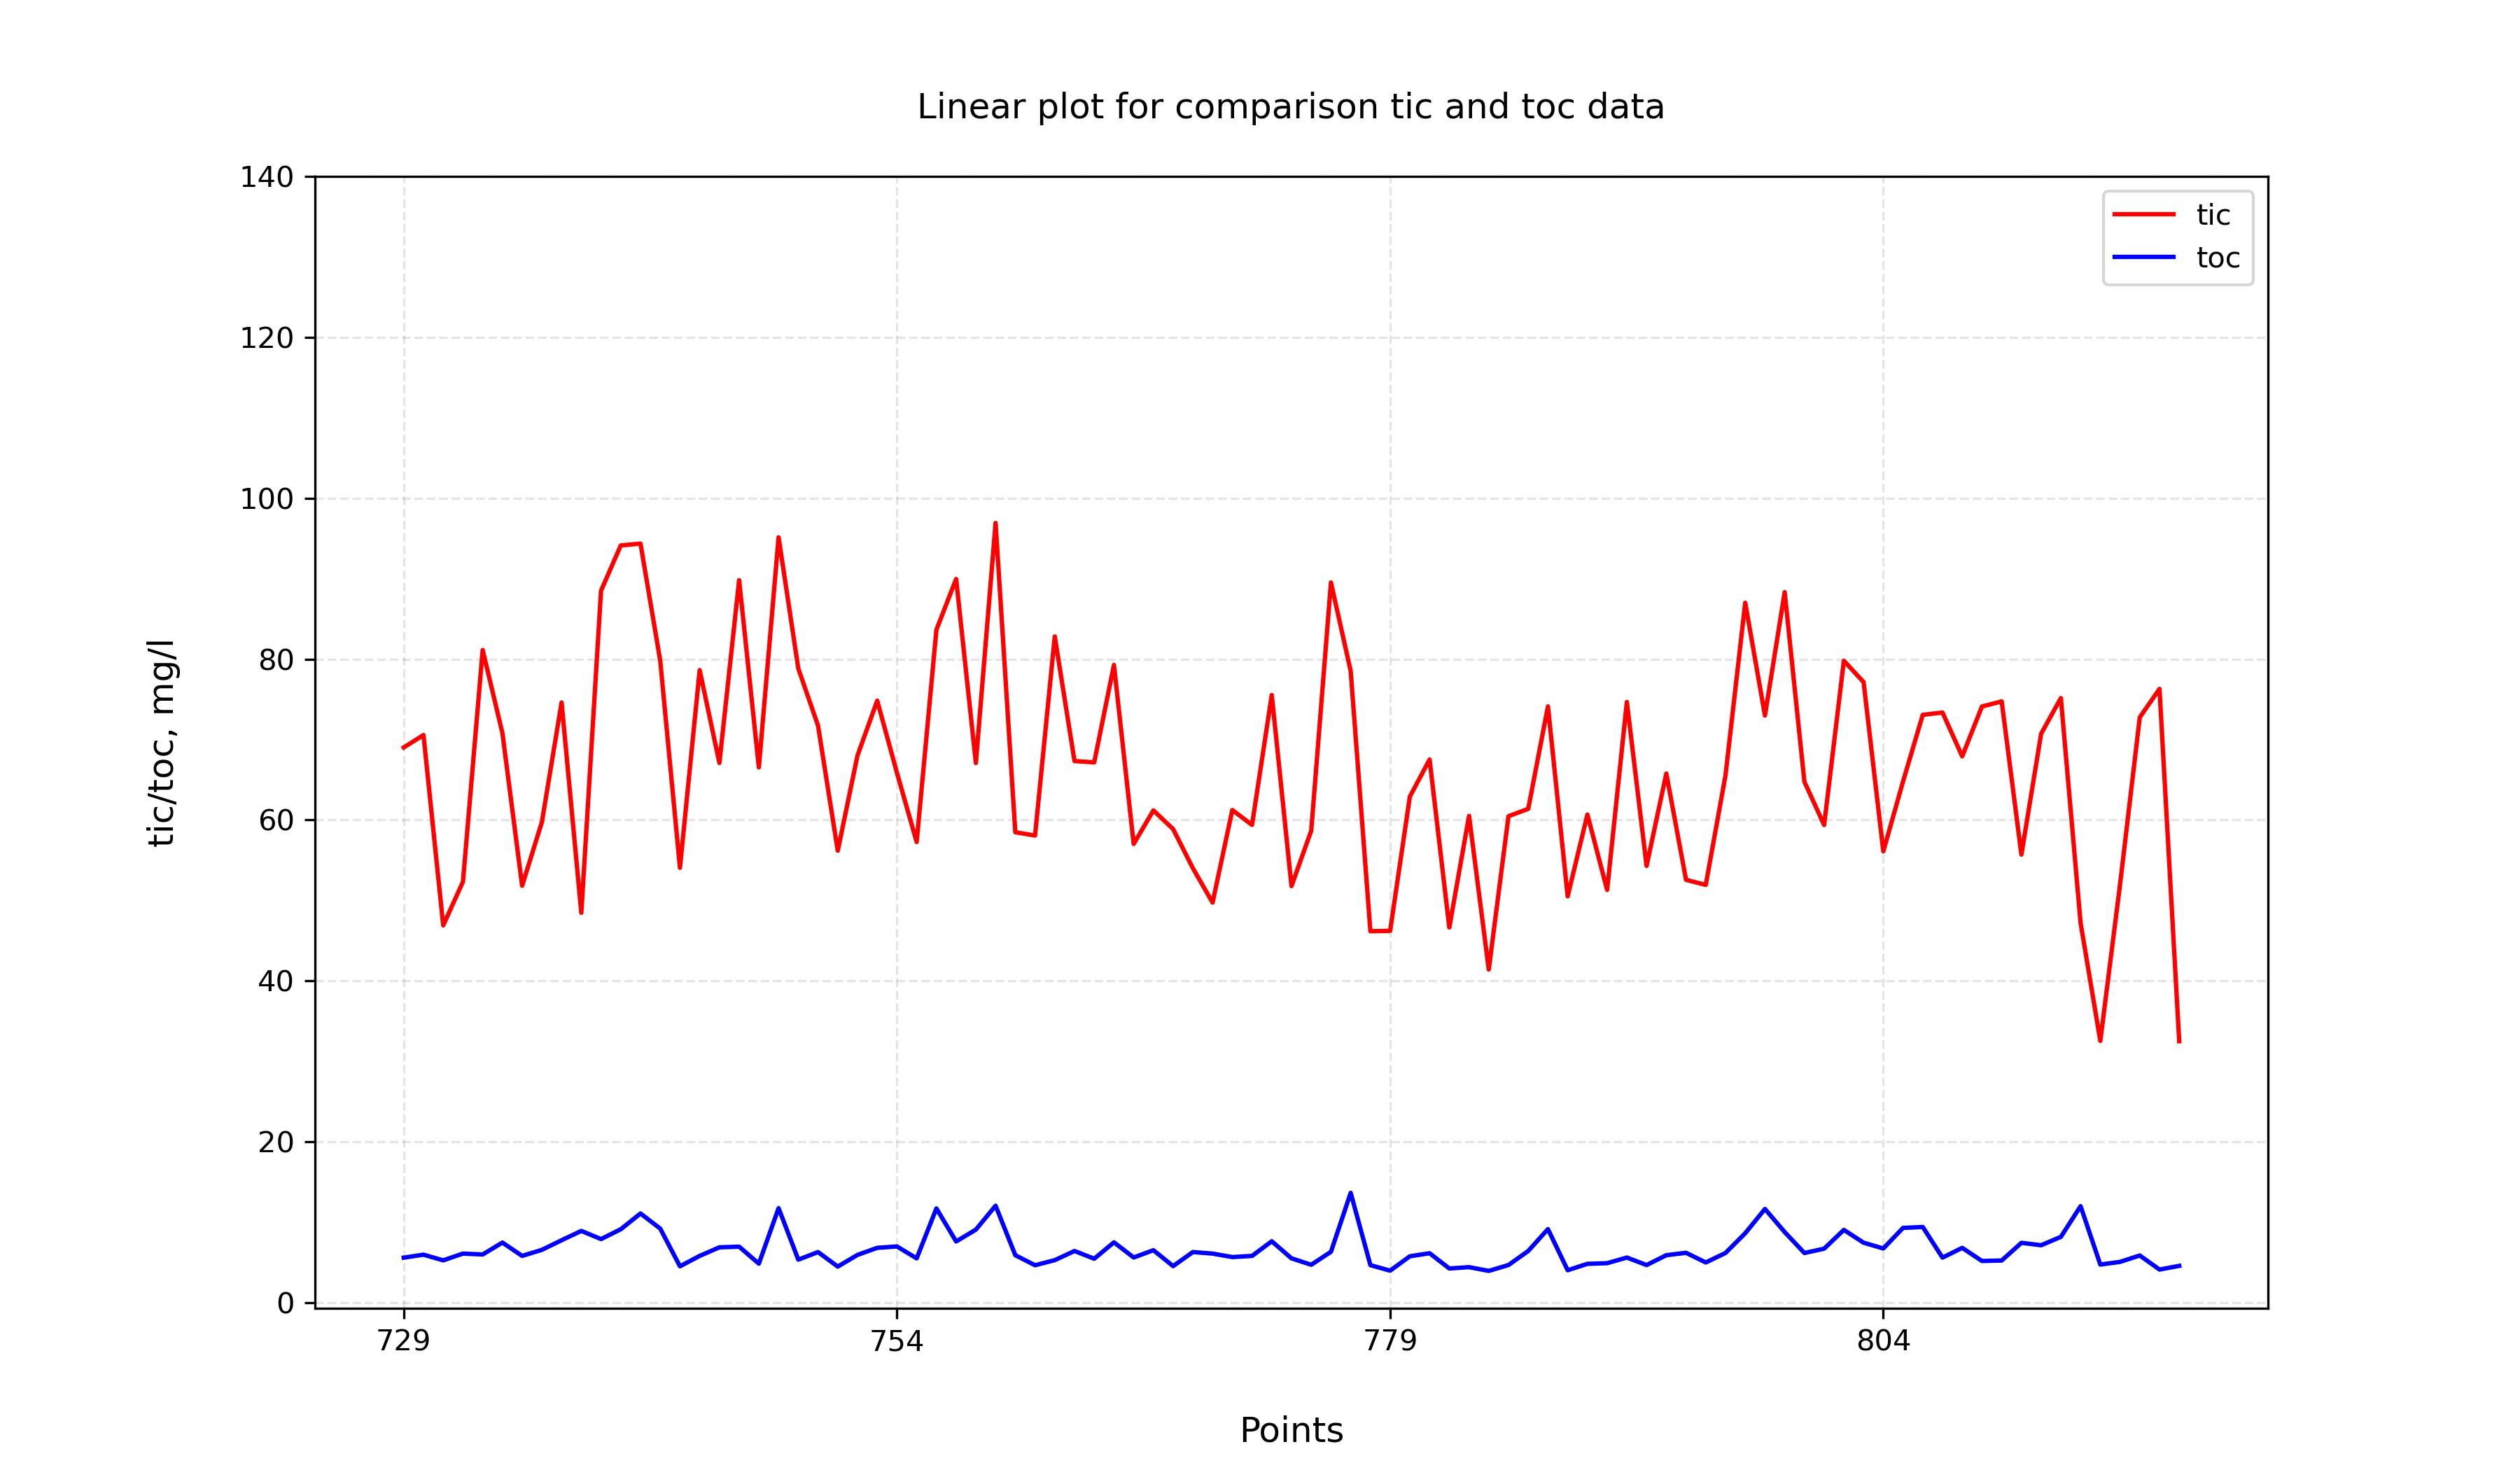 Linear plot for comparison tic and toc data
140
120
100
80
60
40
20
0
tic/toc, mg/l
tic
toc
729 754 779 804
Points